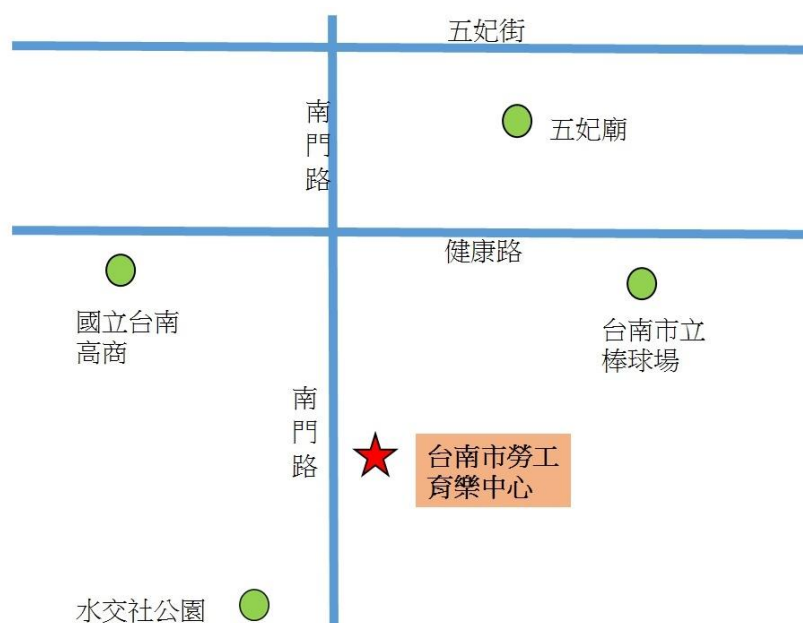 五妃街
南門路
五妃廟
健康路
國立台南
高商
台南市立
棒球場
南門路
台南市勞工
育樂中心
水交社公園